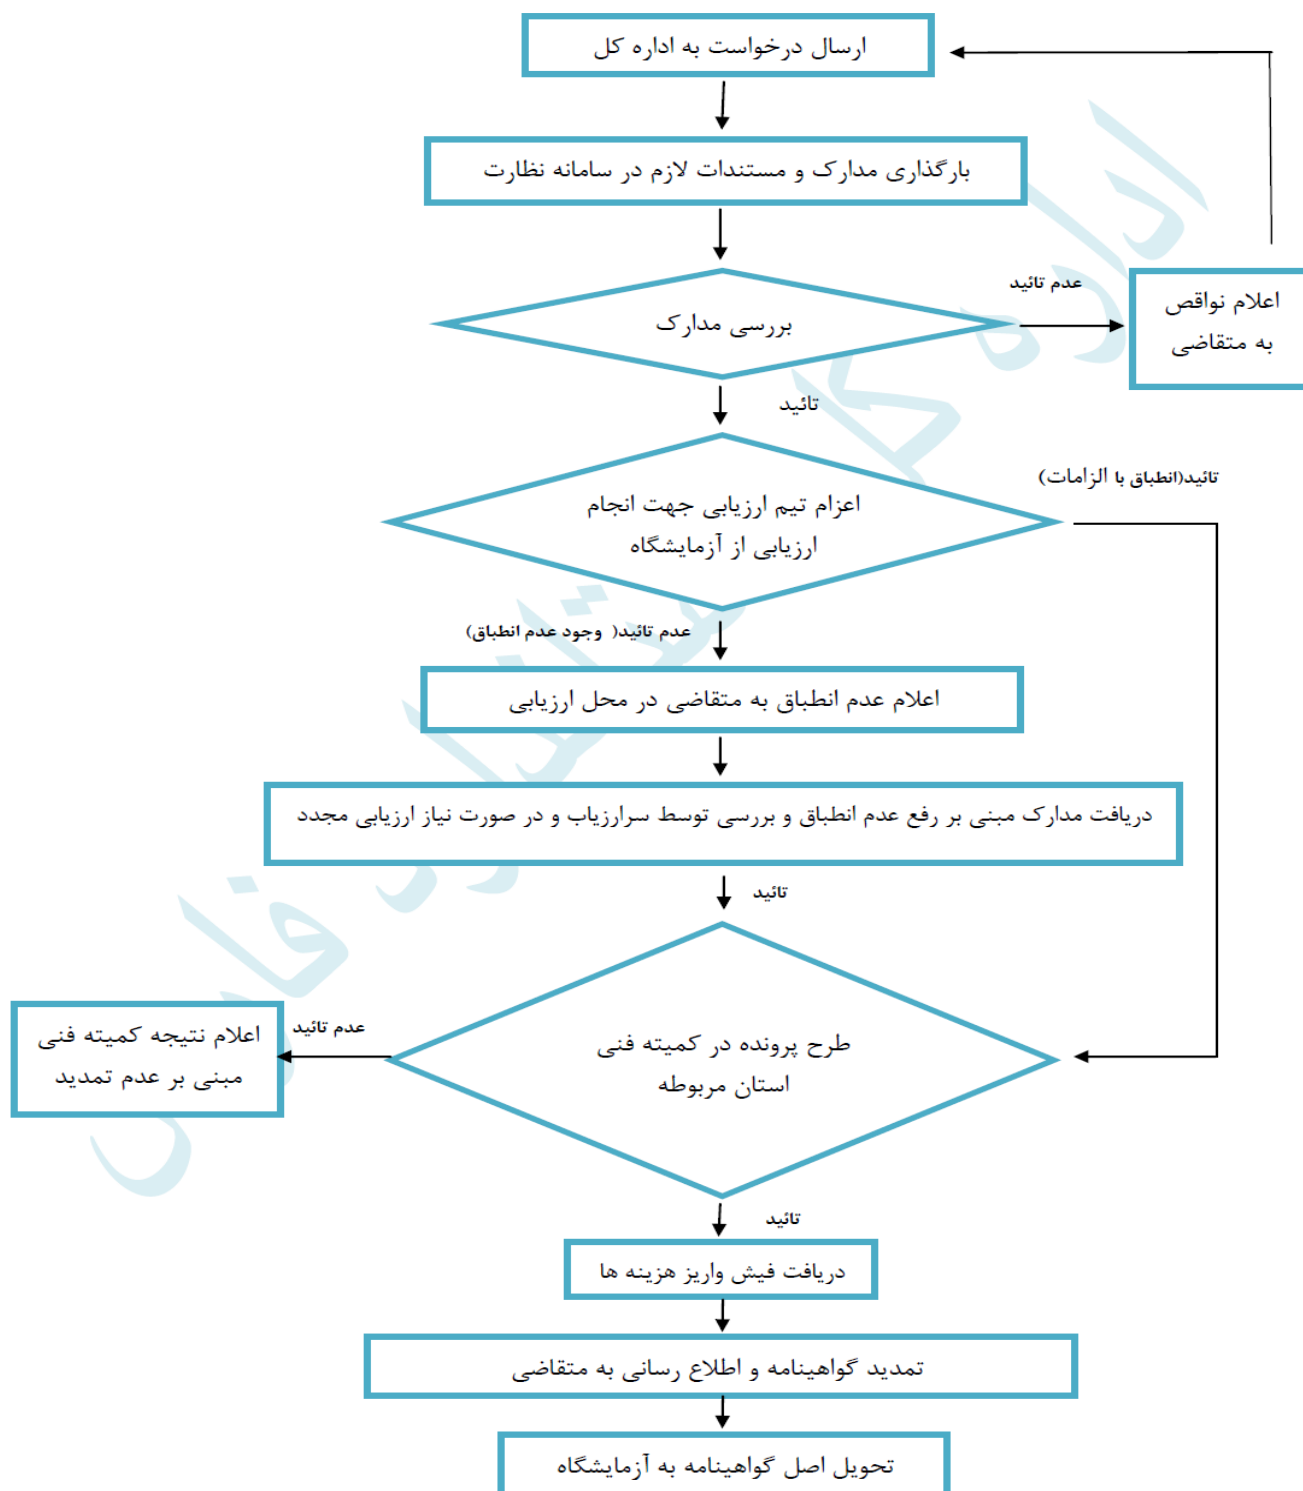 ارسال درخواست به اداره کل
بارگذاری مدارک و مستندات لازم در سامانه نظارت
عدم تائید
اعلام نواقص
به متقاضی
بررسی مدارک
تائید
تائید(انطباق با الزامات)
اعزام تیم ارزیابی جهت انجام
ارزیابی از آزمایشگاه
عدم تائید( وجود عدم انطباق)
اعلام عدم انطباق به متقاضی در محل ارزیابی
دریافت مدارک مبنی بر رفع عدم انطباق و بررسی توسط سرارزیاب و در صورت نیاز ارزیابی مجدد
تائید
طرح پرونده در کمیته فنی
استان مربوطه
عدم تائید
اعلام نتیجه کمیته فنی
مبنی بر عدم تمدید
تائید
دریافت فیش واریز هزینه ها
تمدید گواهینامه و اطلاع رسانی به متقاضی
تحویل اصل گواهینامه به آزمایشگاه